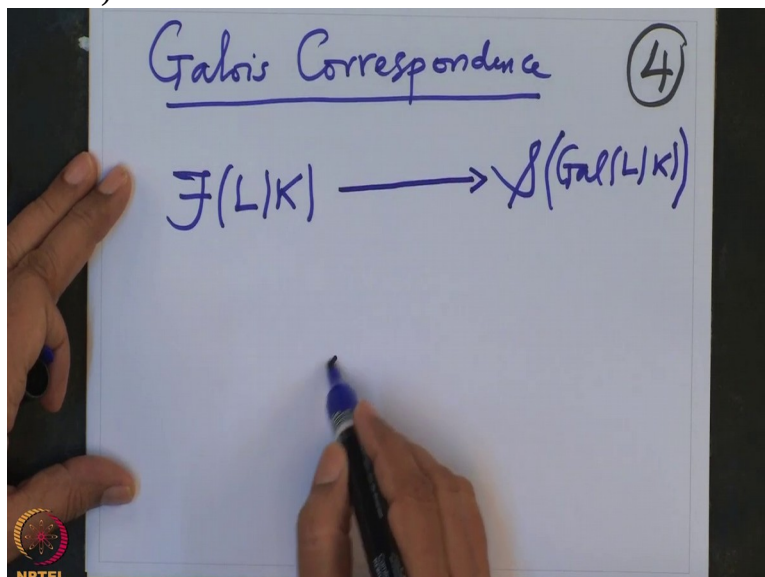 Galois Correspondence 4
F(L|K) → S(Gal(L|K))
NPTEL